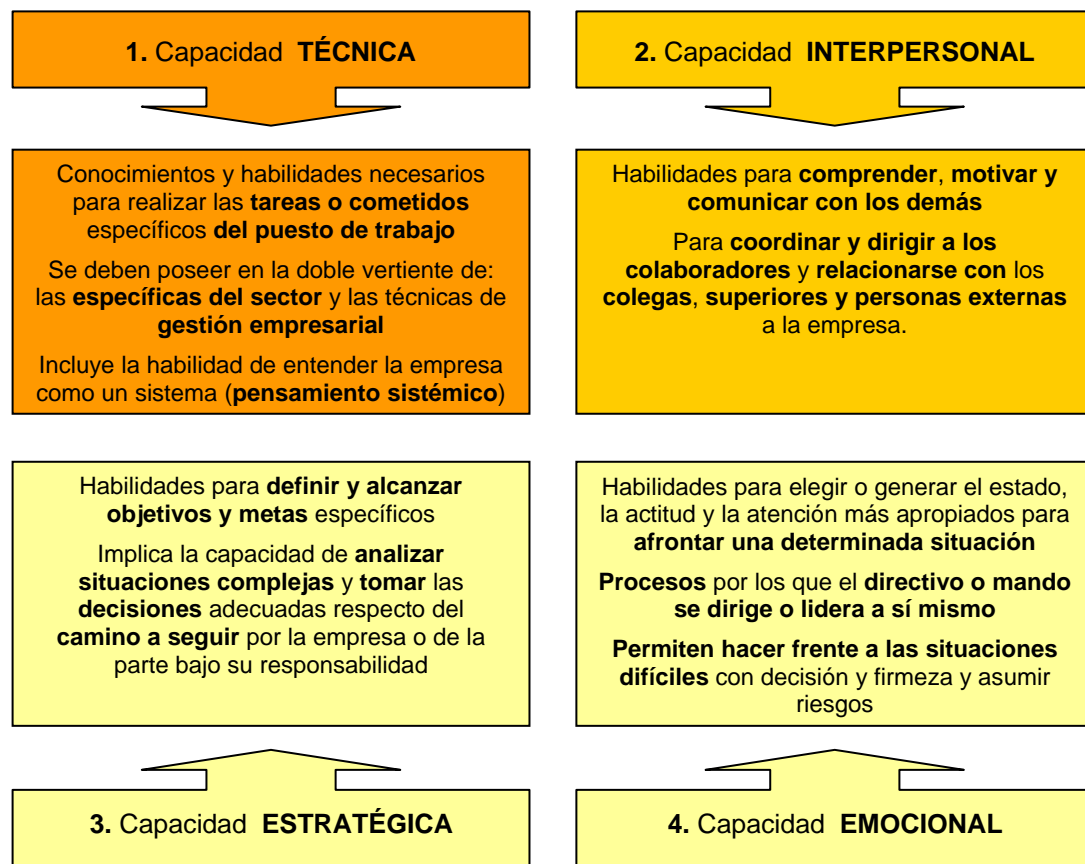 1. Capacidad TÉCNICA
Conocimientos y habilidades necesarios
para realizar las tareas o cometidos
específicos del puesto de trabajo
Se deben poseer en la doble vertiente de:
las específicas del sector y las técnicas de
gestión empresarial
Incluye la habilidad de entender la empresa
como un sistema (pensamiento sistémico)
2. Capacidad INTERPERSONAL
Habilidades para comprender, motivar y
comunicar con los demás
Para coordinar y dirigir a los
colaboradores y relacionarse con los
colegas, superiores y personas externas
a la empresa.
Habilidades para definir y alcanzar
objetivos y metas específicos
Implica la capacidad de analizar
situaciones complejas y tomar las
decisiones adecuadas respecto del
camino a seguir por la empresa o de la
parte bajo su responsabilidad
3. Capacidad ESTRATÉGICA
Habilidades para elegir o generar el estado,
la actitud y la atención más apropiados para
afrontar una determinada situación
Procesos por los que el directivo o mando
se dirige o lidera a sí mismo
Permiten hacer frente a las situaciones
difíciles con decisión y firmeza y asumir
riesgos
4. Capacidad EMOCIONAL